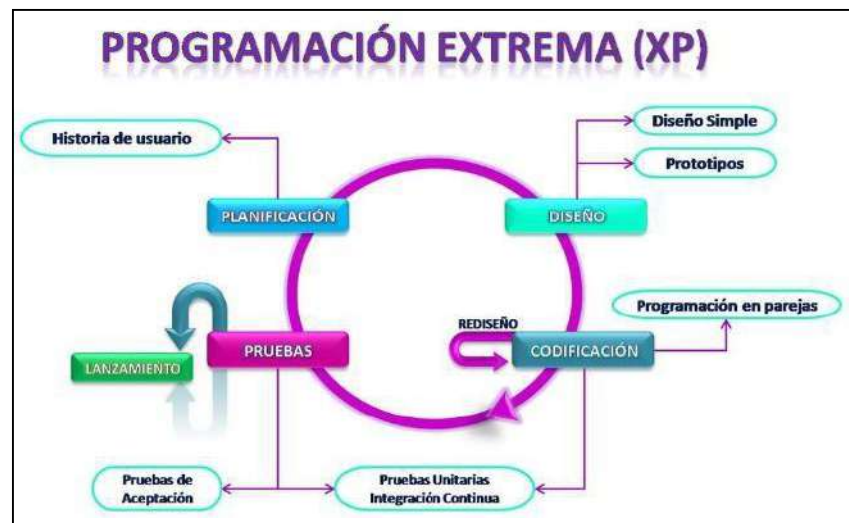 PROGRAMACIÓN EXTREMA (XP)
Historia de usuario
Diseño Simple
Prototipos
PLANIFICACIÓN
DISEÑO
Programación en parejas
REDISEÑO
CODIFICACIÓN
PRUEBAS
LANZAMIENTO
Pruebas de
Aceptación
Pruebas Unitarias
Integración Continua